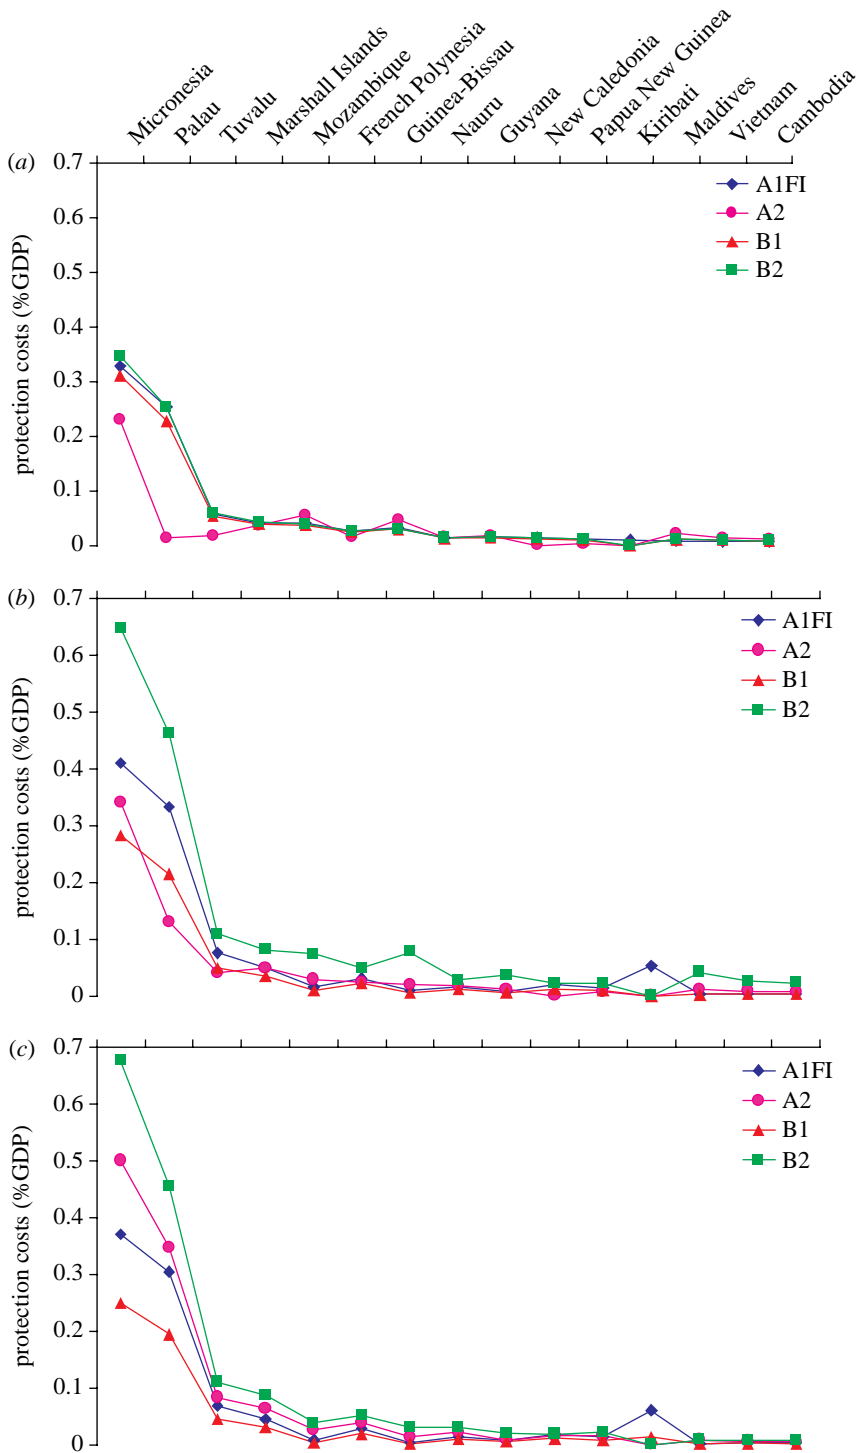 Micronesia
Palau
Tuvalu
Marshall Islands
Mozambique
French Polynesia
Guinea-Bissau
Nauru
Guyana
New Caledonia
Papua New Guinea
Kiribati
Maldives
Vietnam
Cambodia
(a)
0.7
0.6
0.5
0.4
0.3
0.2
0.1
0
protection costs (%GDP)
A1FI
A2
B1
B2
(b)
0.7
0.6
0.5
0.4
0.3
0.2
0.1
0
protection costs (%GDP)
A1FI
A2
B1
B2
(c)
0.7
0.6
0.5
0.4
0.3
0.2
0.1
0
protection costs (%GDP)
A1FI
A2
B1
B2